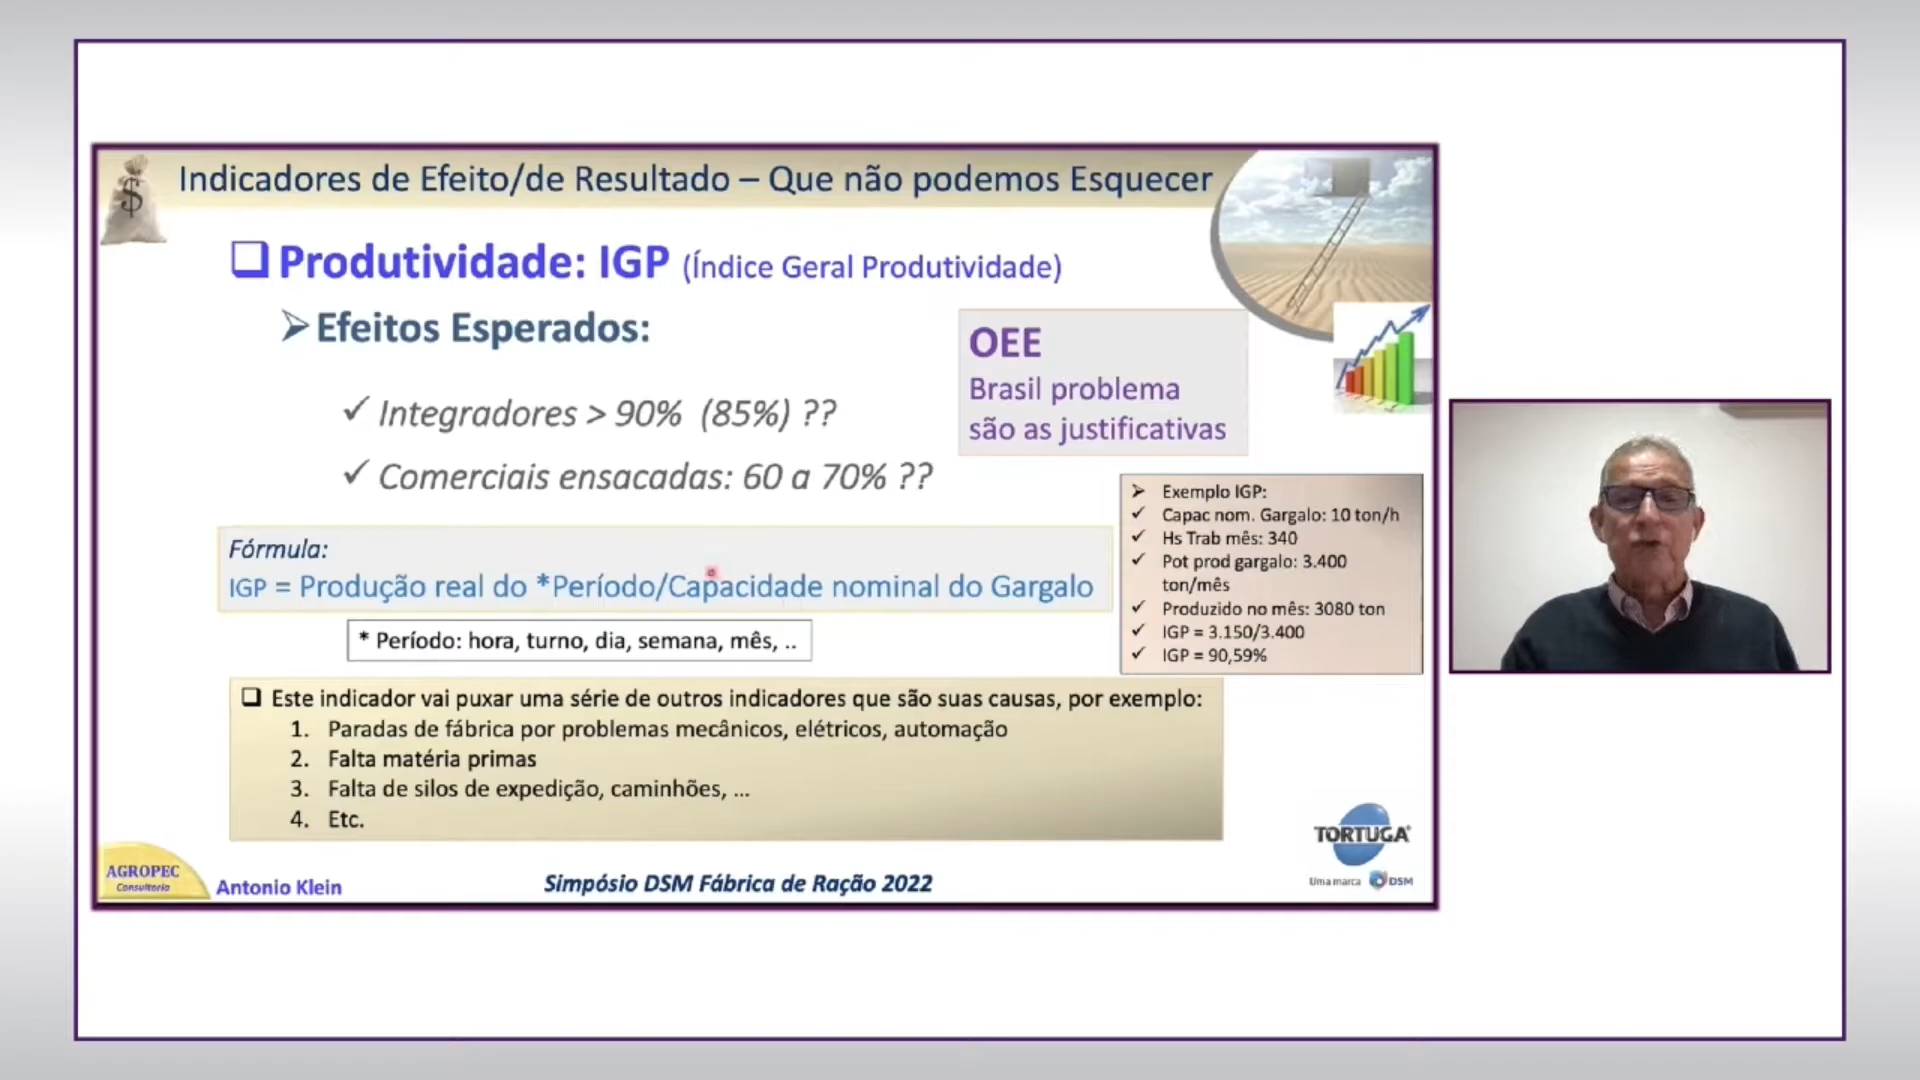 Indicadores de Efeito/de Resultado – Que não podemos Esquecer
$
❑ Produtividade: IGP (Índice Geral Produtividade)
➢ Efeitos Esperados:
✓ Integradores > 90% (85%) ??
✓ Comerciais ensacadas: 60 a 70% ??
OEE
Brasil problema
são as justificativas
Fórmula:
IGP = Produção real do *Período/Capacidade nominal do Gargalo
* Período: hora, turno, dia, semana, mês, ..
➢ Exemplo IGP:
✓ Capac nom. Gargalo: 10 ton/h
✓ Hs Trab mês: 340
✓ Pot prod gargalo: 3.400
ton/mês
✓ Produzido no mês: 3080 ton
✓ IGP = 3.150/3.400
✓ IGP = 90,59%
❑ Este indicador vai puxar uma série de outros indicadores que são suas causas, por exemplo:
1. Paradas de fábrica por problemas mecânicos, elétricos, automação
2. Falta matéria primas
3. Falta de silos de expedição, caminhões, ...
4. Etc.
AGROPEC
Consultoria
Antonio Klein
Simpósio DSM Fábrica de Ração 2022
TORTUGA®
Uma marca DSM